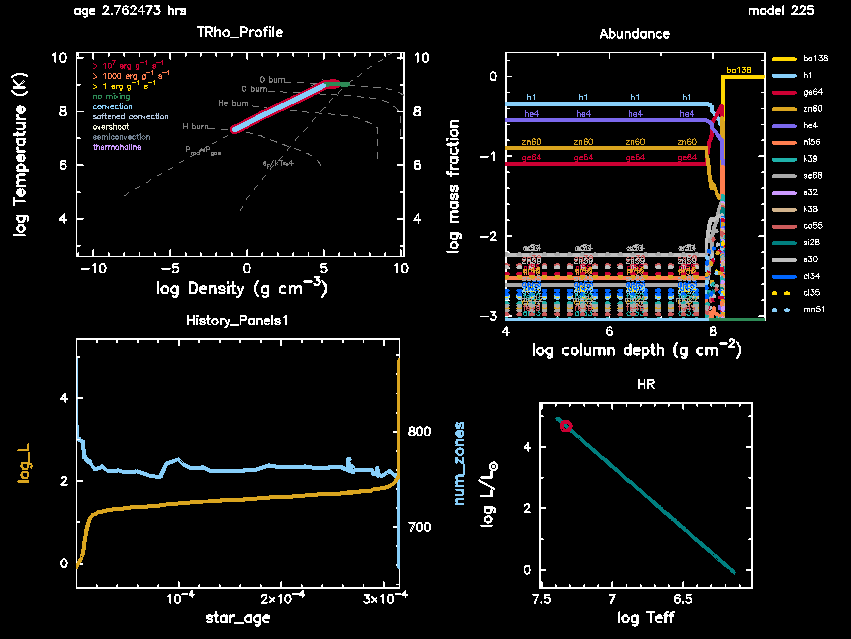 age 2.762473 hrs
model 225
TRho_Profile
> 10⁷ erg g⁻¹ s⁻¹
> 1000 erg g⁻¹ s⁻¹
> 1 erg g⁻¹ s⁻¹
no mixing
convection
softened convection
overshoot
semiconvection
thermohaline
O burn
C burn
He burn
H burn
log Temperature (K)
10
8
6
4
10
8
6
4
−10
−5
0
5
10
log Density (g cm⁻³)
Abundance
ba138
h1 h1 h1 h1
he4 he4 he4 he4
zn60 zn60 zn60 zn60
ge64 ge64 ge64 ge64
log mass fraction
0
−1
−2
−3
4
6
8
log column depth (g cm⁻²)
ba138
h1
ge64
zn60
he4
ni56
k39
se68
s32
k38
co55
si28
s30
cl34
cl35
mn51
History_Panels1
log_L
4
2
0
800
700
num_zones
10⁻⁴
2×10⁻⁴
3×10⁻⁴
star_age
HR
log L/L⊙
4
2
0
7.5
7
6.5
log Teff